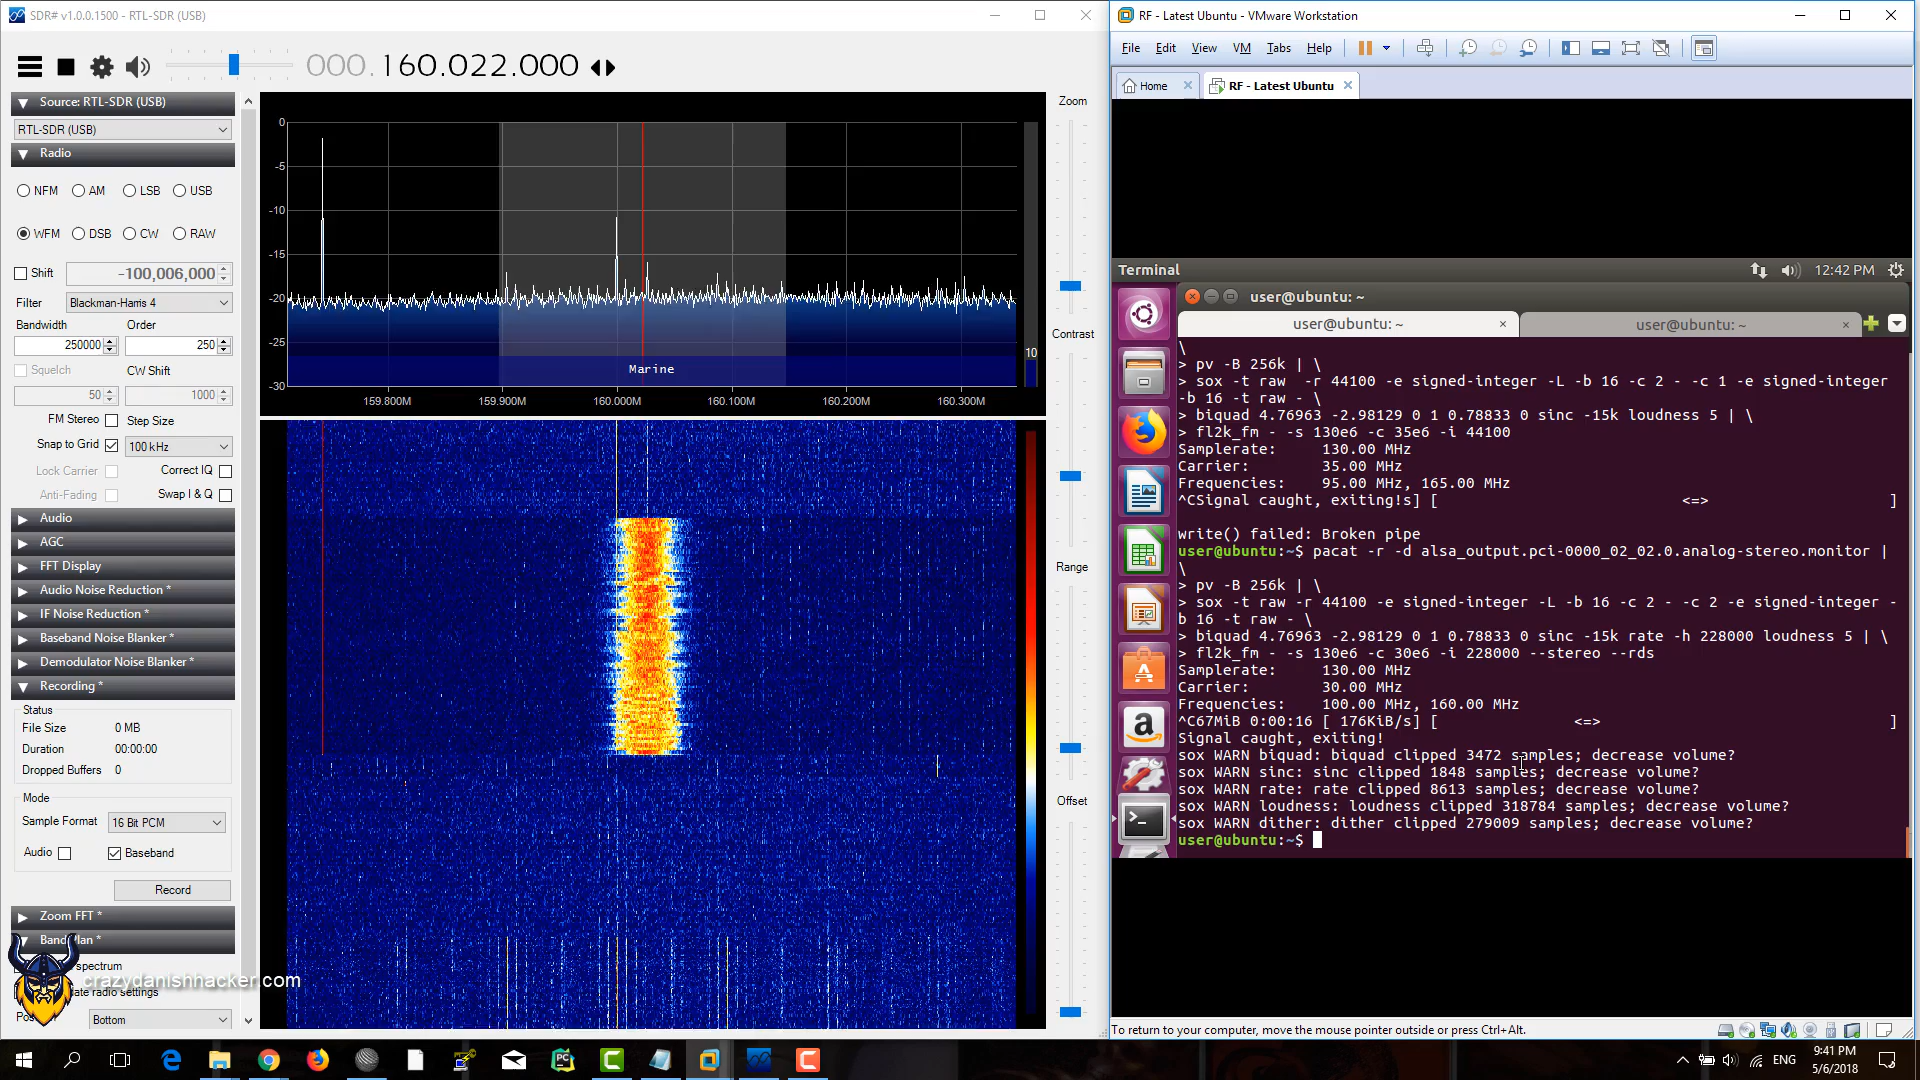 SDR# v1.0.0.1500 - RTL-SDR (USB)
000.160.022.000
Source: RTL-SDR (USB)
RTL-SDR (USB)
Radio
NFM AM LSB USB
WFM DSB CW RAW
Shift -100,006,000
Filter Blackman-Harris 4
Bandwidth Order
250000 250
Squelch CW Shift
50 1000
FM Stereo Step Size
Snap to Grid 100 kHz
Lock Carrier Correct IQ
Anti-Fading Swap I & Q
Audio
AGC
FFT Display
Audio Noise Reduction *
IF Noise Reduction *
Baseband Noise Blanker *
Demodulator Noise Blanker *
Recording *
Status
File Size 0 MB
Duration 00:00:00
Dropped Buffers 0
Mode
Sample Format 16 Bit PCM
Audio Baseband
Record
Zoom FFT *
Band Plan *
spectrum
crazydanishhacker.com
date radio settings
Bottom
0
-5
-10
-15
-20
-25
-30
10
Marine
159.800M 159.900M 160.000M 160.100M 160.200M 160.300M
Zoom
Contrast
Range
Offset
RF - Latest Ubuntu - VMware Workstation
File Edit View VM Tabs Help
Home RF - Latest Ubuntu
Terminal 12:42 PM
user@ubuntu: ~
user@ubuntu: ~ user@ubuntu: ~
\
> pv -B 256k | \
> sox -t raw  -r 44100 -e signed-integer -L -b 16 -c 2 - -c 1 -e signed-integer
-b 16 -t raw - \
> biquad 4.76963 -2.98129 0 1 0.78833 0 sinc -15k loudness 5 | \
> fl2k_fm - -s 130e6 -c 35e6 -i 44100
Samplerate: 130.00 MHz
Carrier: 35.00 MHz
Frequencies: 95.00 MHz, 165.00 MHz
^CSignal caught, exiting!s] [ <=> ]
write() failed: Broken pipe
user@ubuntu:~$ pacat -r -d alsa_output.pci-0000_02_02.0.analog-stereo.monitor |
\
> pv -B 256k | \
> sox -t raw -r 44100 -e signed-integer -L -b 16 -c 2 - -c 2 -e signed-integer -
b 16 -t raw - \
> biquad 4.76963 -2.98129 0 1 0.78833 0 sinc -15k rate -h 228000 loudness 5 | \
> fl2k_fm - -s 130e6 -c 30e6 -i 228000 --stereo --rds
Samplerate: 130.00 MHz
Carrier: 30.00 MHz
Frequencies: 100.00 MHz, 160.00 MHz
^C67MiB 0:00:16 [ 176KiB/s] [ <=> ]
Signal caught, exiting!
sox WARN biquad: biquad clipped 3472 samples; decrease volume?
sox WARN sinc: sinc clipped 1848 samples; decrease volume?
sox WARN rate: rate clipped 8613 samples; decrease volume?
sox WARN loudness: loudness clipped 318784 samples; decrease volume?
sox WARN dither: dither clipped 279009 samples; decrease volume?
user@ubuntu:~$
To return to your computer, move the mouse pointer outside or press Ctrl+Alt.
ENG
9:41 PM
5/6/2018